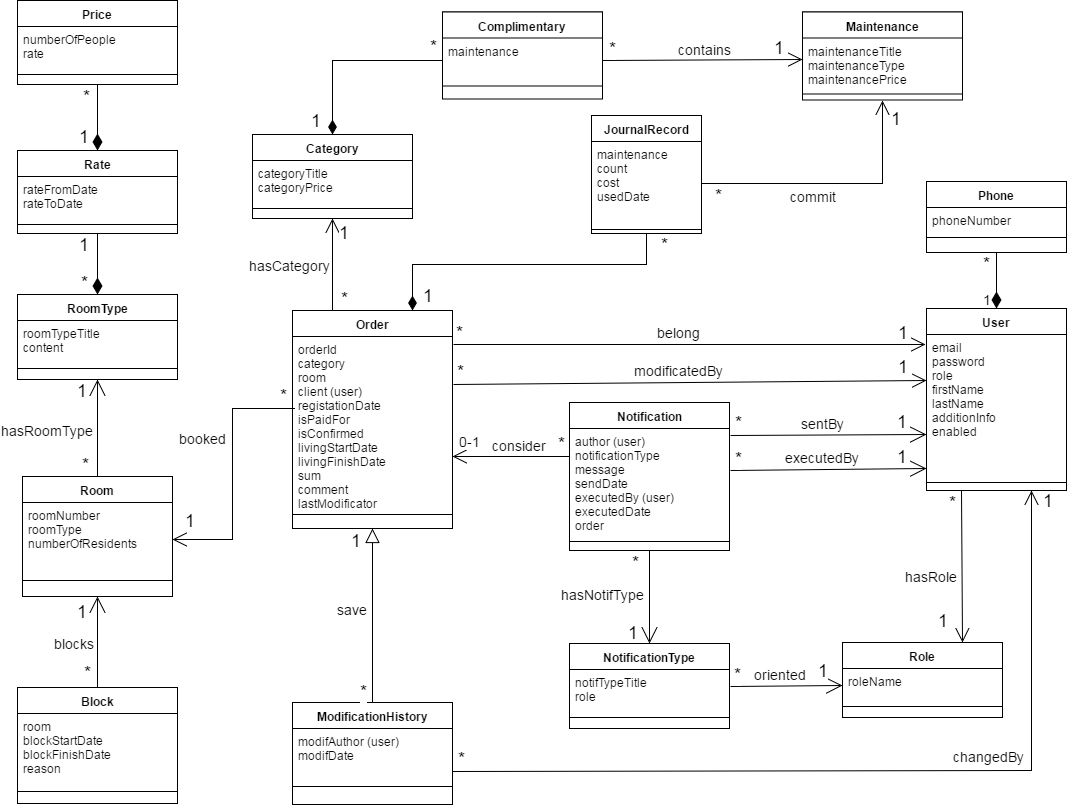 Price
numberOfPeople
rate
*
1
Rate
rateFromDate
rateToDate
1
*
RoomType
roomTypeTitle
content
1
hasRoomType
*
Room
roomNumber
roomType
numberOfResidents
1
blocks
*
Block
room
blockStartDate
blockFinishDate
reason
Complimentary
maintenance
*
*
contains
1
Maintenance
maintenanceTitle
maintenanceType
maintenancePrice
1
Category
categoryTitle
categoryPrice
1
hasCategory
*
JournalRecord
maintenance
count
cost
usedDate
*
commit
1
*
1
Order
orderId
category
room
client (user)
registationDate
isPaidFor
isConfirmed
livingStartDate
livingFinishDate
sum
comment
lastModificator
*
booked
1
*
belong
1
*
modificatedBy
1
Phone
phoneNumber
*
1
User
email
password
role
firstName
lastName
additionInfo
enabled
Notification
author (user)
notificationType
message
sendDate
executedBy (user)
executedDate
order
0-1
consider
*
*
sentBy
1
*
executedBy
1
*
hasNotifType
1
NotificationType
notifTypeTitle
role
*
oriented
1
*
hasRole
1
Role
roleName
1
save
*
ModificationHistory
modifAuthor (user)
modifDate
*
changedBy
1